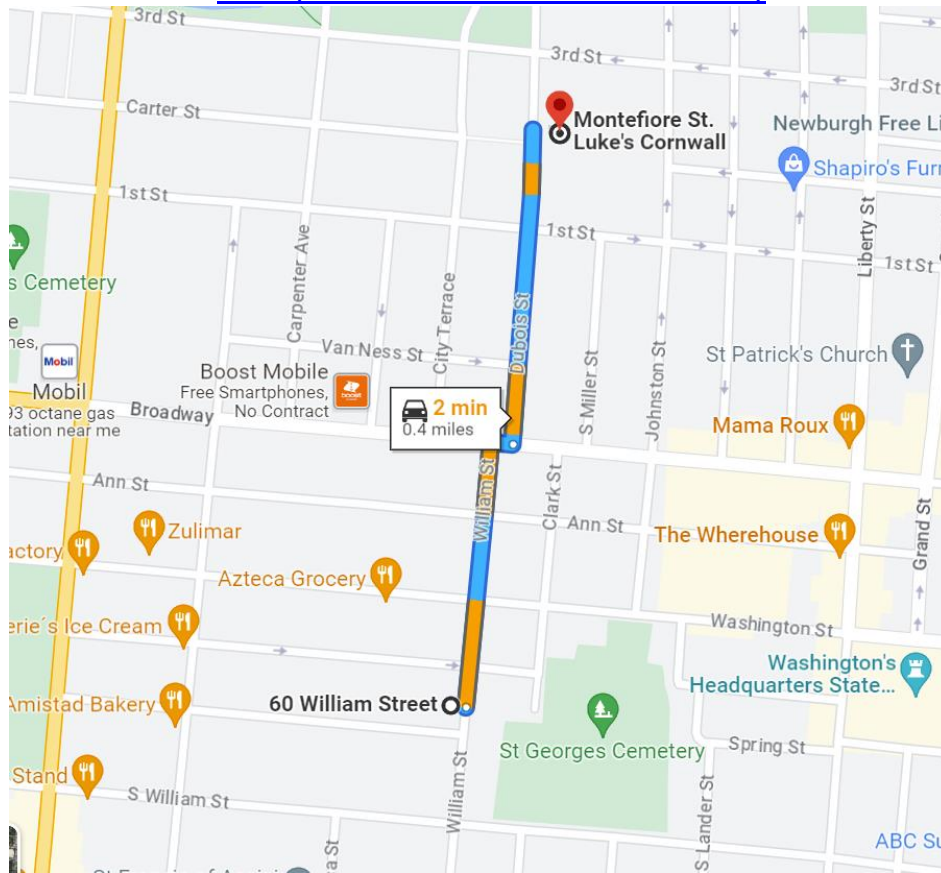 3rd St
3rd St
3rd St
Carter St
Montefiore St.
Luke's Cornwall
Newburgh Free Li
Shapiro's Furn
1st St
1st St
1st St
Liberty St
s Cemetery
Carpenter Ave
City Terrace
Dubois St
S Miller St
Johnston St
Van Ness St
St Patrick's Church
Mobil
Mobil
93 octane gas
tation near me
Boost Mobile
Free Smartphones,
No Contract
boost
Broadway
2 min
0.4 miles
Mama Roux
Ann St
William St
Clark St
Ann St
Zulimar
actory
The Wherehouse
Grand St
Azteca Grocery
erie's Ice Cream
Washington St
Washington's
Headquarters State...
Amistad Bakery
60 William Street
St Georges Cemetery
Spring St
Stand
S William St
William St
S Lander St
ABC Su